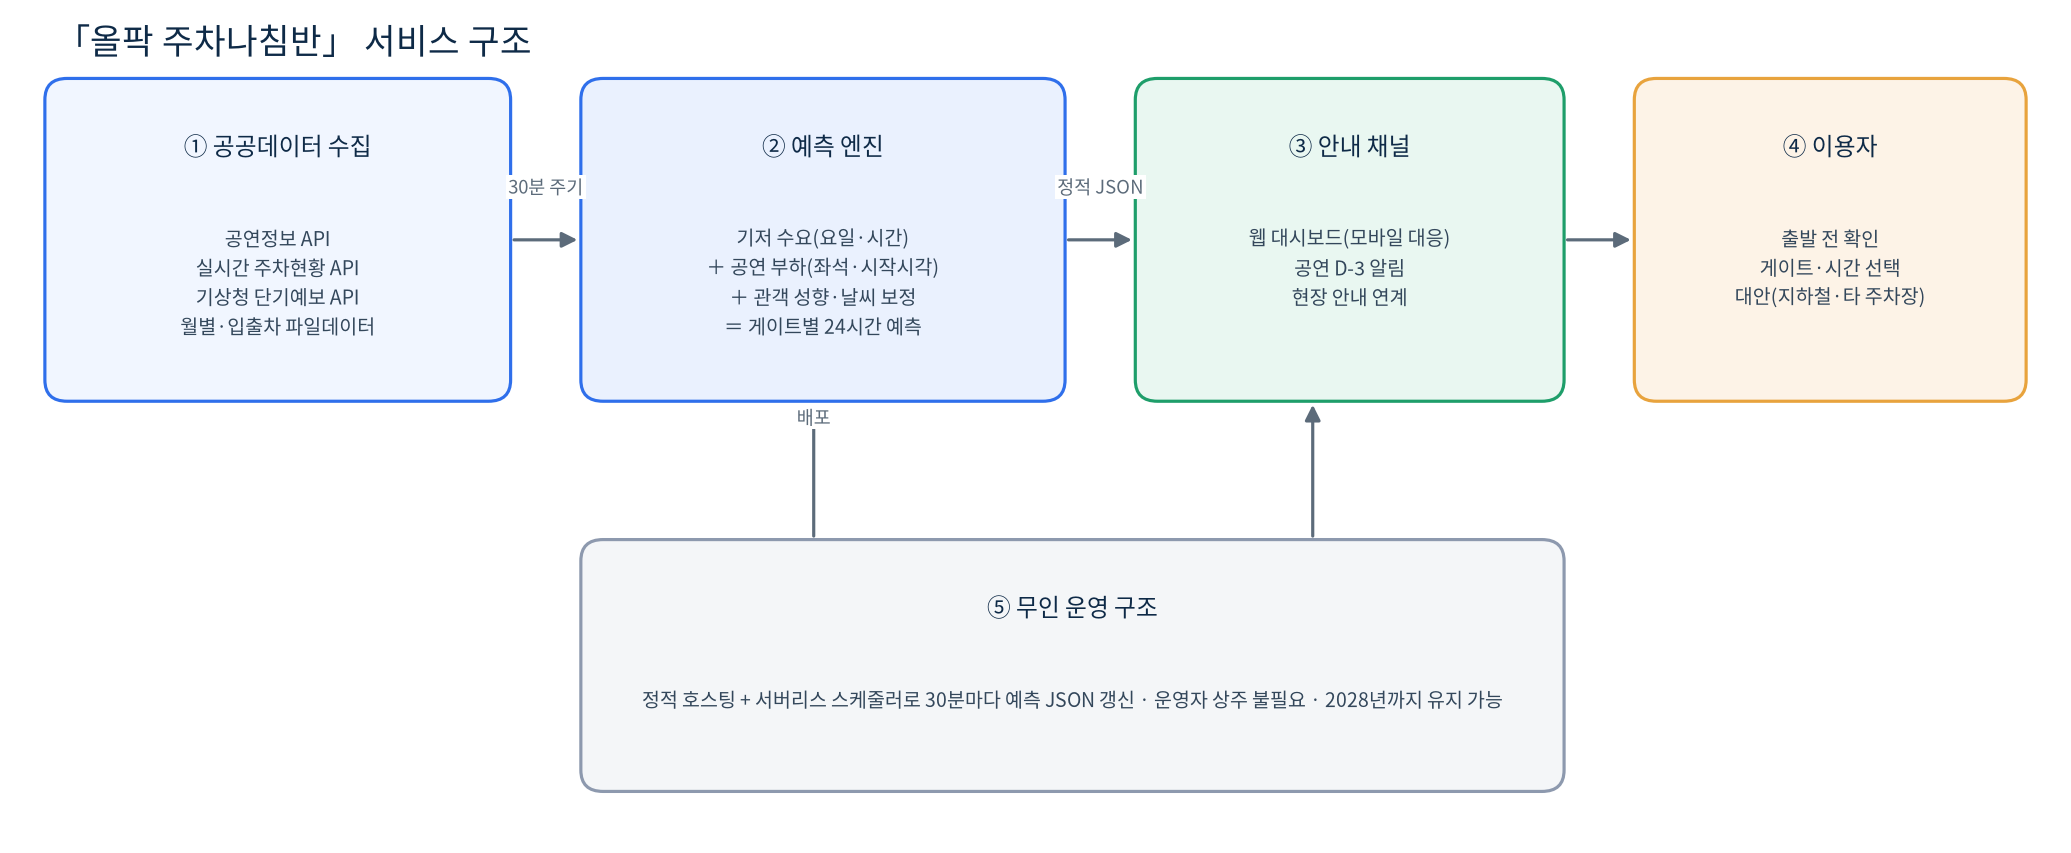 「올팍 주차나침반」 서비스 구조
① 공공데이터 수집
공연정보 API
실시간 주차현황 API
기상청 단기예보 API
월별·입출차 파일데이터
30분 주기
② 예측 엔진
기저 수요(요일·시간)
＋ 공연 부하(좌석·시작시각)
＋ 관객 성향·날씨 보정
＝ 게이트별 24시간 예측
정적 JSON
③ 안내 채널
웹 대시보드(모바일 대응)
공연 D-3 알림
현장 안내 연계
④ 이용자
출발 전 확인
게이트·시간 선택
대안(지하철·타 주차장)
배포
⑤ 무인 운영 구조
정적 호스팅 + 서버리스 스케줄러로 30분마다 예측 JSON 갱신 · 운영자 상주 불필요 · 2028년까지 유지 가능